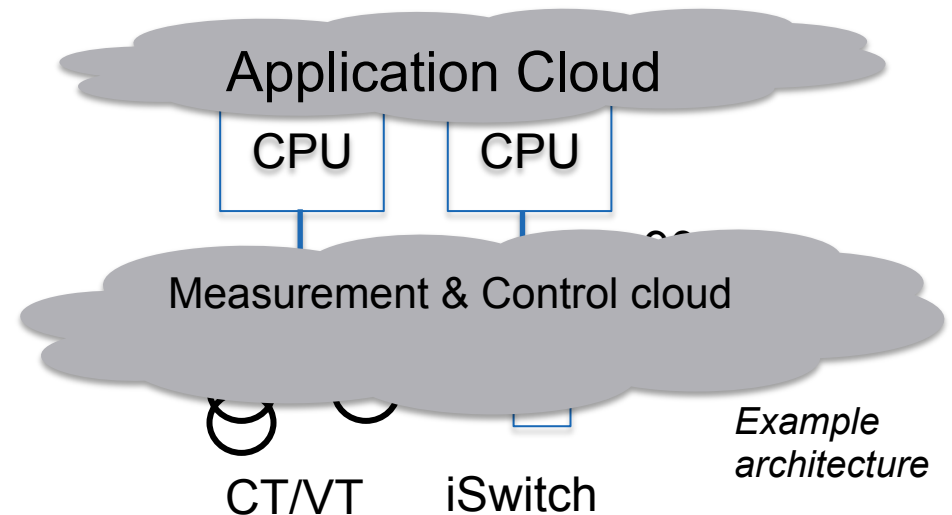 Application Cloud
CPU CPU
Measurement & Control cloud
Example
architecture
CT/VT iSwitch